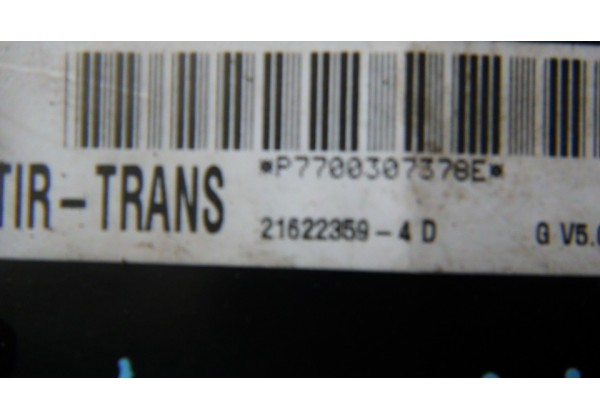 *P7700307378E*
TIR-TRANS
21622359-4 D G V5.